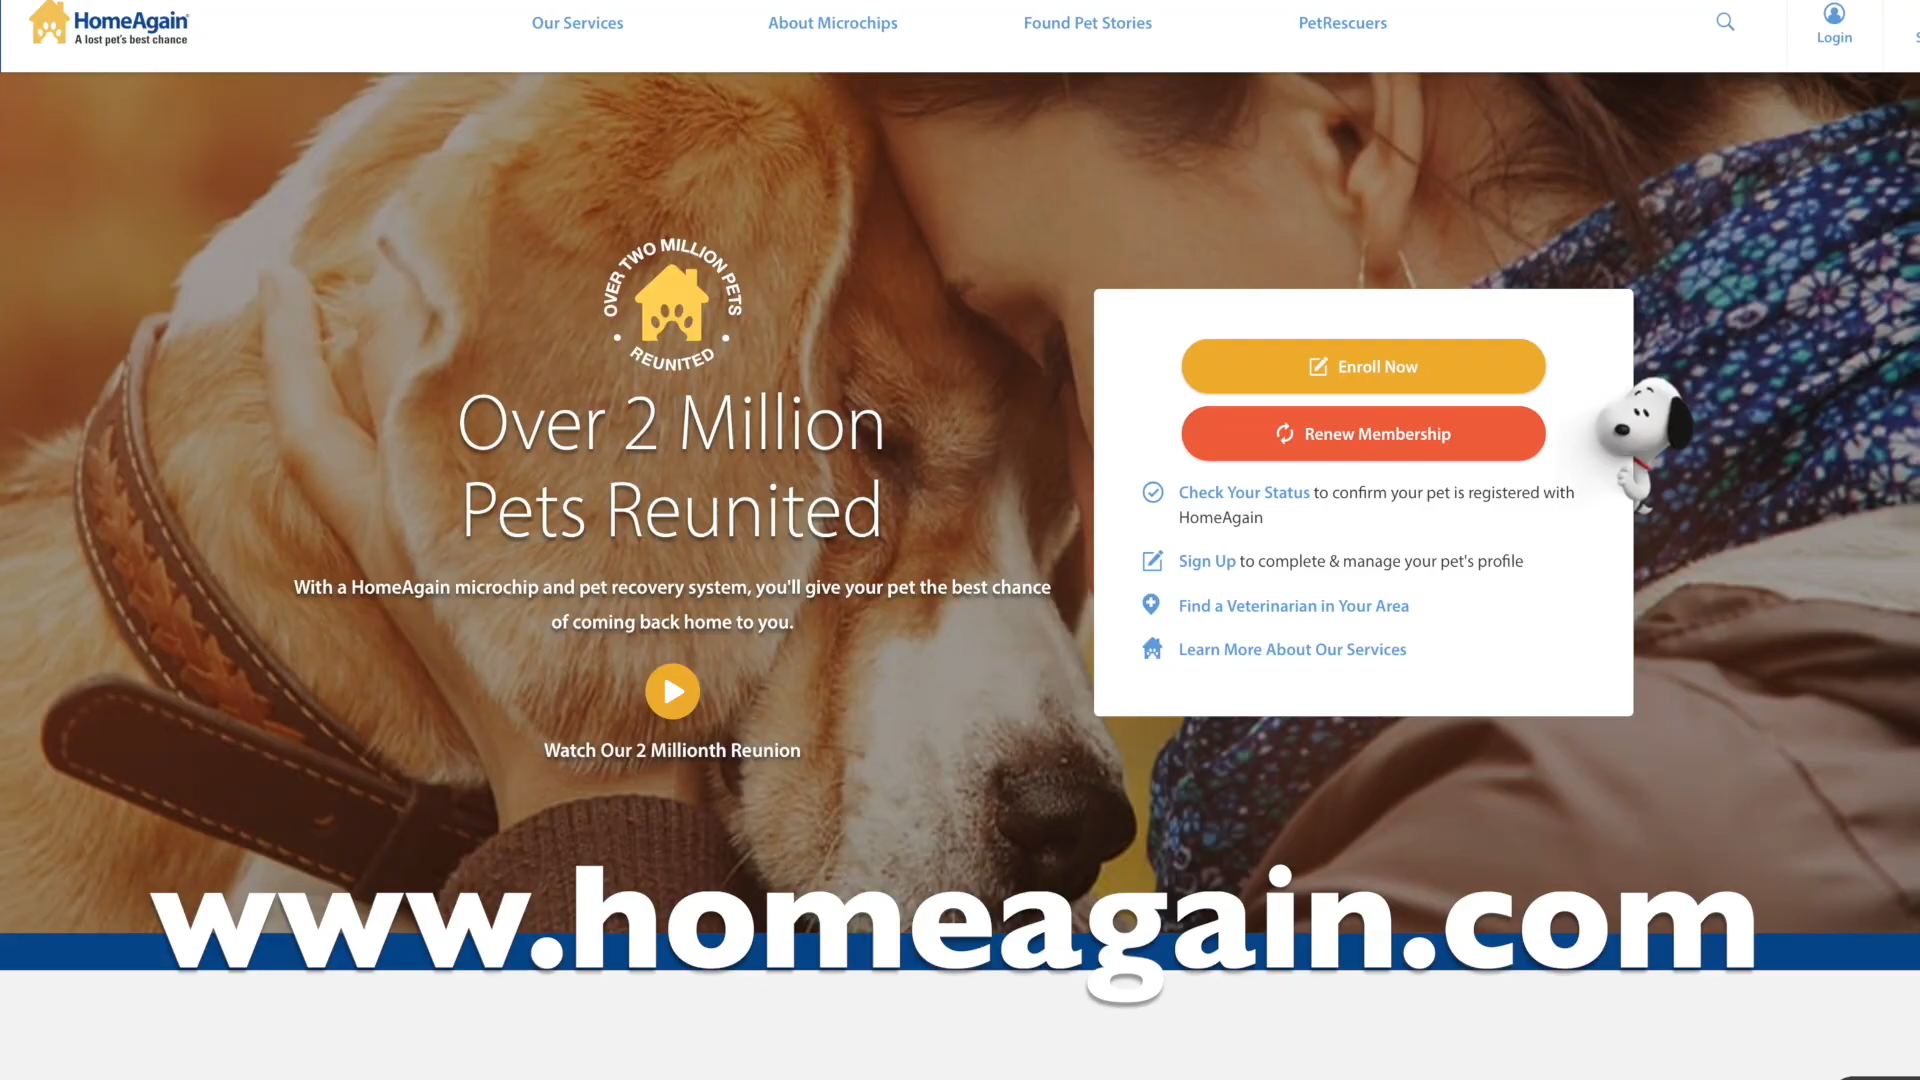 HomeAgain
A lost pet's best chance
Our Services
About Microchips
Found Pet Stories
PetRescuers
Login
OVER TWO MILLION PETS
REUNITED
Over 2 Million
Pets Reunited
With a HomeAgain microchip and pet recovery system, you'll give your pet the best chance
of coming back home to you.
Watch Our 2 Millionth Reunion
Enroll Now
Renew Membership
Check Your Status to confirm your pet is registered with
HomeAgain
Sign Up to complete & manage your pet's profile
Find a Veterinarian in Your Area
Learn More About Our Services
www.homeagain.com